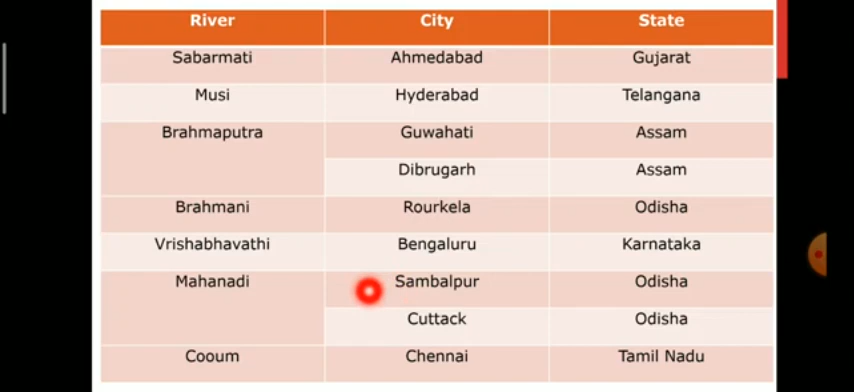 River City State
Sabarmati Ahmedabad Gujarat
Musi Hyderabad Telangana
Brahmaputra Guwahati Assam
Dibrugarh Assam
Brahmani Rourkela Odisha
Vrishabhavathi Bengaluru Karnataka
Mahanadi Sambalpur Odisha
Cuttack Odisha
Cooum Chennai Tamil Nadu